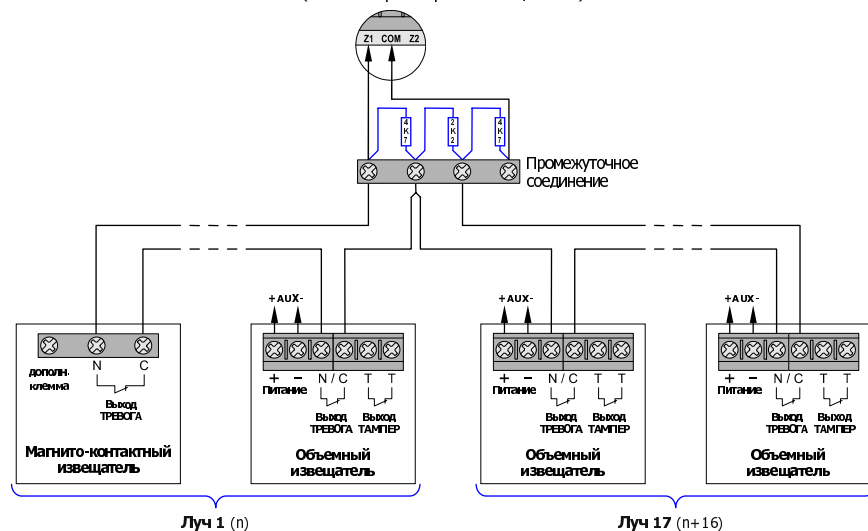 Z1 COM Z2
4K7
2K2
4K7
Промежуточное
соединение
+AUX-
+AUX-
+AUX-
дополн.
клемма
N C
Выход
ТРЕВОГА
Магнито-контактный
извещатель
+ − N / C T T
Питание
Выход
ТРЕВОГА
Выход
ТАМПЕР
Объемный
извещатель
+ − N / C T T
Питание
Выход
ТРЕВОГА
Выход
ТАМПЕР
Объемный
извещатель
+ − N / C T T
Питание
Выход
ТРЕВОГА
Выход
ТАМПЕР
Объемный
извещатель
Луч 1 (n)
Луч 17 (n+16)